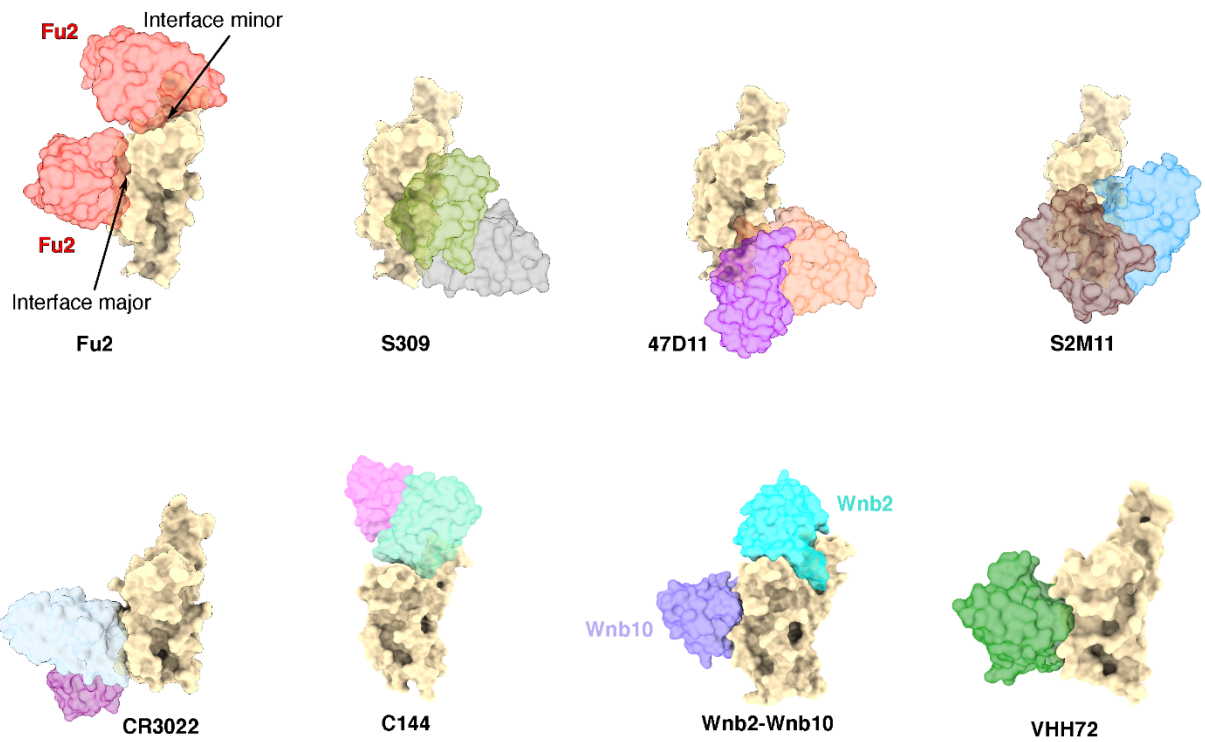 Interface minor
Fu2
Fu2
Interface major
Fu2
S309
47D11
S2M11
Wnb2
Wnb10
CR3022
C144
Wnb2-Wnb10
VHH72